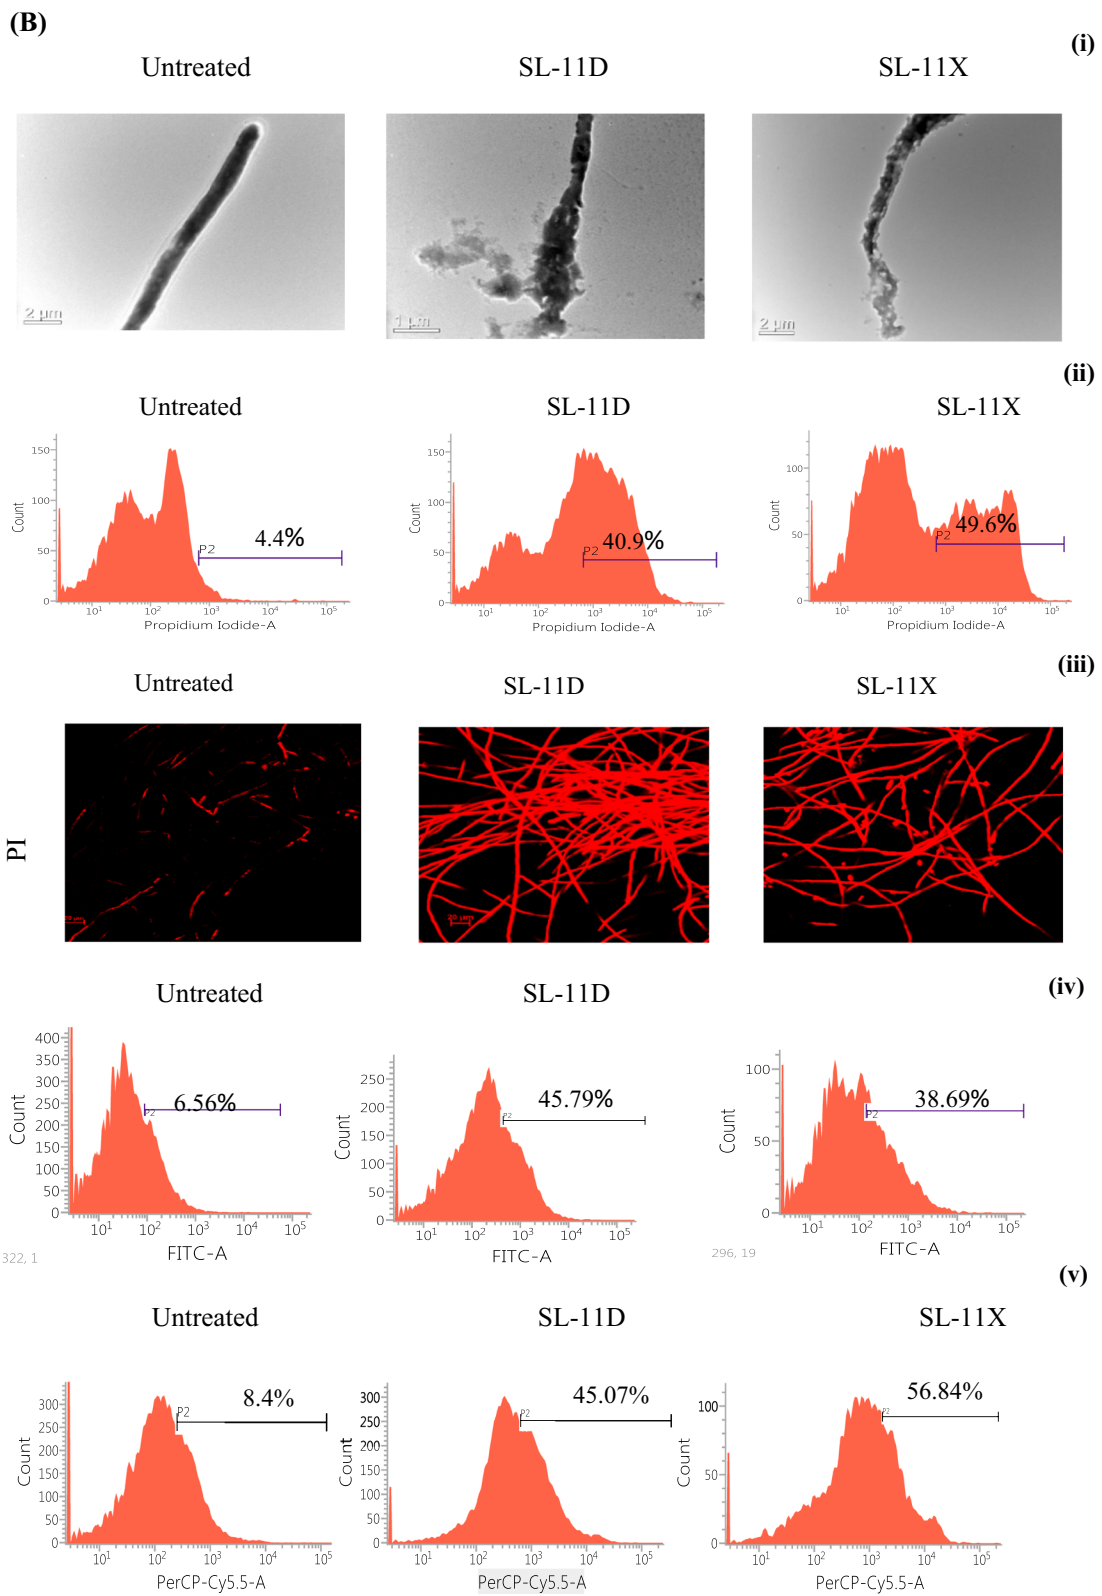 (B)
(i)
Untreated SL-11D SL-11X
2 µm 1 µm 2 µm
(ii)
Untreated SL-11D SL-11X
150 100 50 0 Count P2 4.4% 10¹ 10² 10³ 10⁴ 10⁵ Propidium Iodide-A
150 100 50 0 Count P2 40.9% 10¹ 10² 10³ 10⁴ 10⁵ Propidium Iodide-A
100 50 0 Count P2 49.6% 10¹ 10² 10³ 10⁴ 10⁵ Propidium Iodide-A
(iii)
Untreated SL-11D SL-11X
PI
20 µm
(iv)
Untreated SL-11D SL-11X
400 350 300 250 200 150 100 50 0 Count P2 6.56% 10¹ 10² 10³ 10⁴ 10⁵ FITC-A
250 200 150 100 50 0 Count P2 45.79% 10¹ 10² 10³ 10⁴ 10⁵ FITC-A
100 50 0 Count P2 38.69% 10¹ 10² 10³ 10⁴ 10⁵ FITC-A
322, 1 296, 19
(v)
Untreated SL-11D SL-11X
300 250 200 150 100 50 0 Count P2 8.4% 10¹ 10² 10³ 10⁴ 10⁵ PerCP-Cy5.5-A
300 250 200 150 100 50 0 Count P2 45.07% 10¹ 10² 10³ 10⁴ 10⁵ PerCP-Cy5.5-A
100 50 0 Count P2 56.84% 10¹ 10² 10³ 10⁴ 10⁵ PerCP-Cy5.5-A